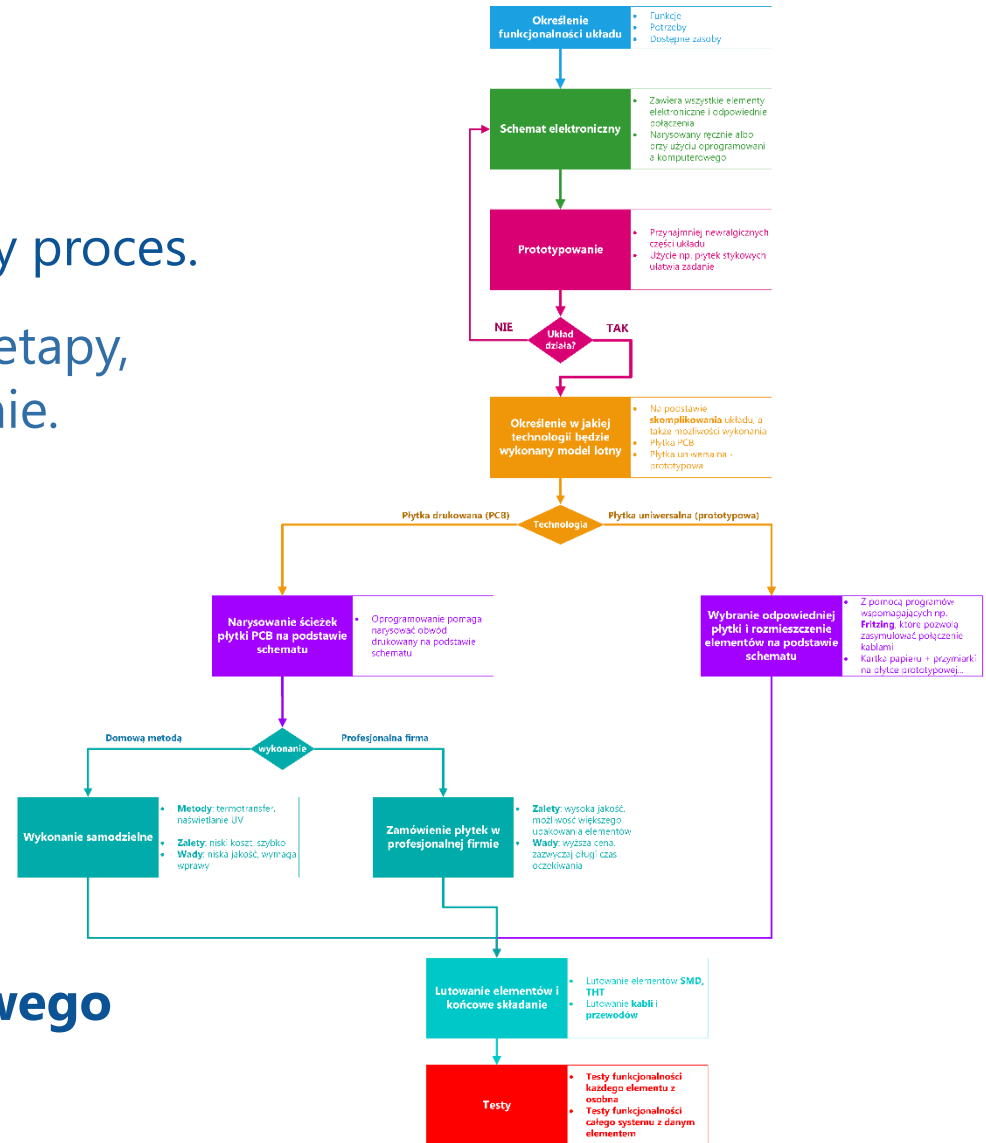 Określenie
funkcjonalności układu
Funkcje
Potrzeby
Dostępne zasoby
Schemat elektroniczny
Zawiera wszystkie elementy
elektroniczne i odpowiednie
połączenia
Narysowany ręcznie albo
przy użyciu oprogramowani
a komputerowego
y proces.
etapy,
nie.
Prototypowanie
Przynajmniej newralgicznych
części układu
Użycie np. płytek stykowych
ułatwia zadanie
NIE
Układ
działa?
TAK
Określenie w jakiej
technologii będzie
wykonany model lotny
Na podstawie
skomplikowania układu, a
także możliwości wykonania
Płytka PCB
Płytka uniwersalna -
prototypowa
Płytka drukowana (PCB)
Technologia
Płytka uniwersalna (prototypowa)
Narysowanie ścieżek
płytki PCB na podstawie
schematu
Oprogramowanie pomaga
narysować obwód
drukowany na podstawie
schematu
Wybranie odpowiedniej
płytki i rozmieszczenie
elementów na podstawie
schematu
Z pomocą programów
wspomagających np.
Fritzing, które pozwolą
zasymulować połączenie
kablami
Kartka papieru + przymiarki
na płytce prototypowej...
Domową metodą
wykonanie
Profesjonalna firma
Wykonanie samodzielne
Metody: termotransfer,
naświetlanie UV
Zalety: niski koszt, szybko
Wady: niska jakość, wymaga
wprawy
Zamówienie płytek w
profesjonalnej firmie
Zalety: wysoka jakość,
możliwość większego
upakowania elementów
Wady: wyższa cena,
zazwyczaj długi czas
oczekiwania
wego
Lutowanie elementów i
końcowe składanie
Lutowanie elementów SMD,
THT
Lutowanie kabli i
przewodów
Testy
Testy funkcjonalności
każdego elementu z
osobna
Testy funkcjonalności
całego systemu z danym
elementem